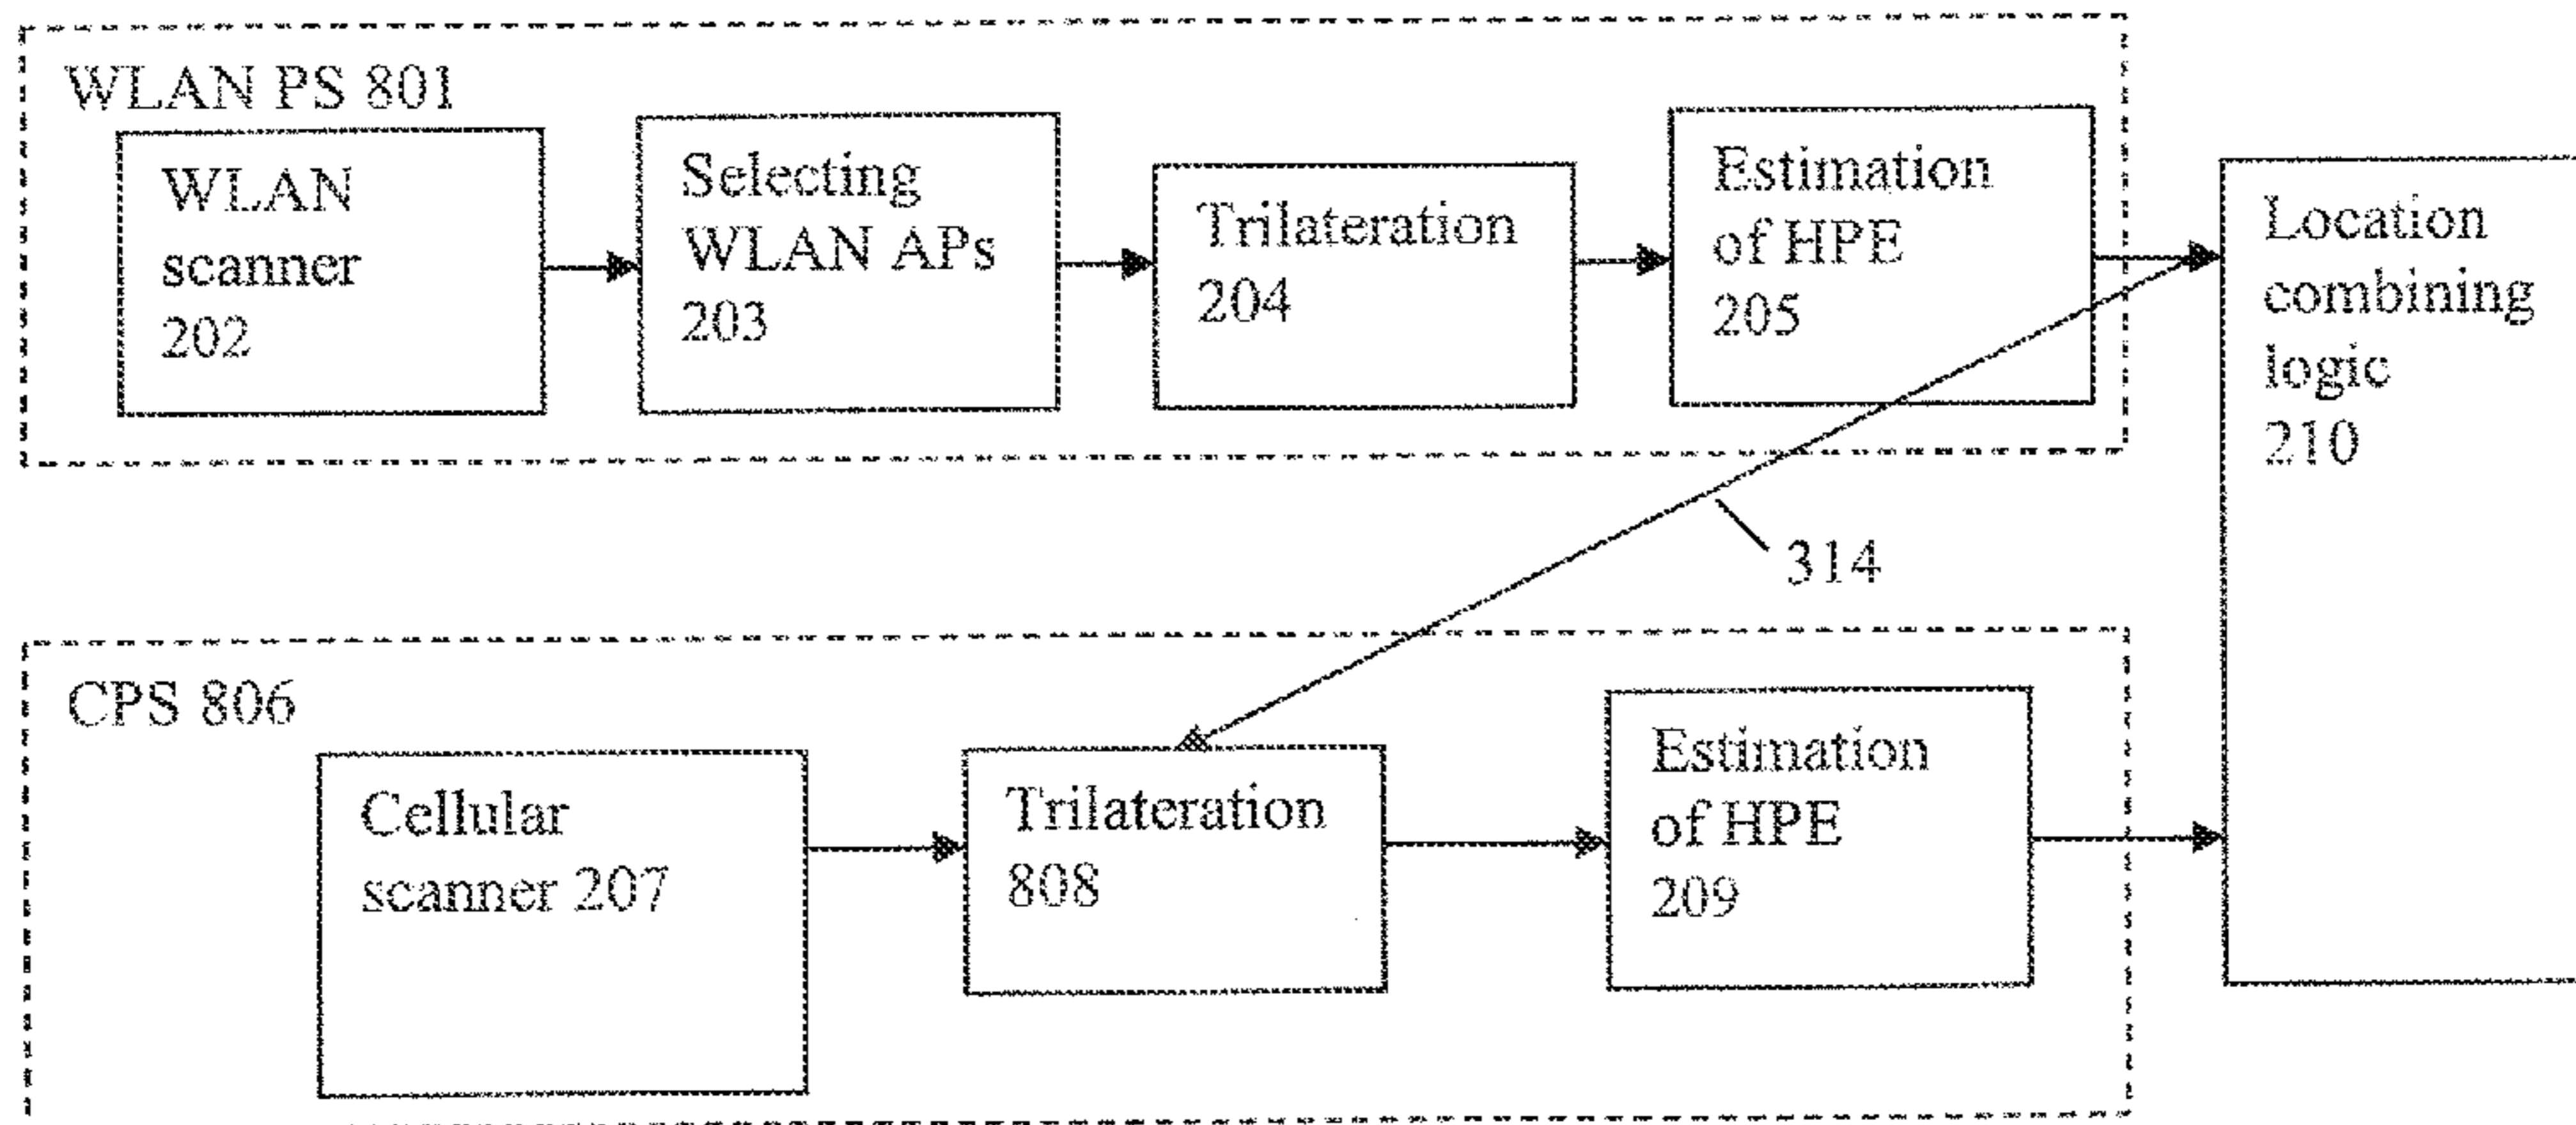 WLAN PS 801
WLAN
scanner
202
Selecting
WLAN APs
203
Trilateration
204
Estimation
of HPE
205
Location
combining
logic
210
314
CPS 806
Cellular
scanner 207
Trilateration
808
Estimation
of HPE
209